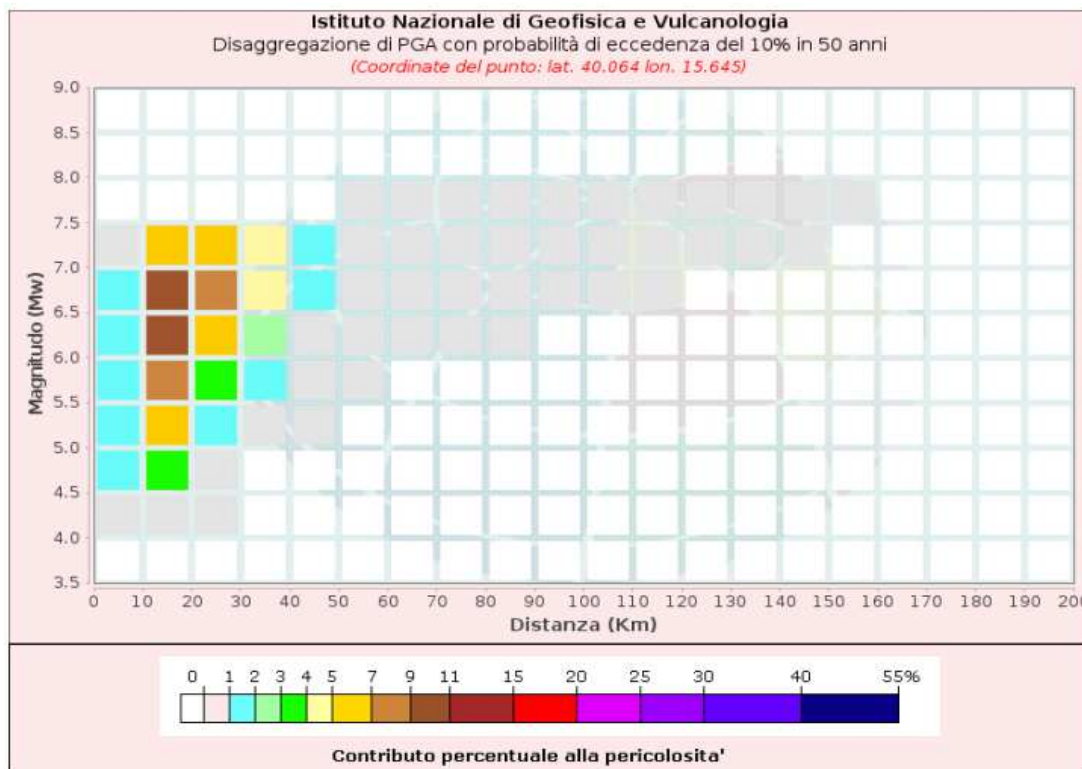 Istituto Nazionale di Geofisica e Vulcanologia
Disaggregazione di PGA con probabilità di eccedenza del 10% in 50 anni
(Coordinate del punto: lat. 40.064 lon. 15.645)
Magnitudo (Mw)
9.0
8.5
8.0
7.5
7.0
6.5
6.0
5.5
5.0
4.5
4.0
3.5
0 10 20 30 40 50 60 70 80 90 100 110 120 130 140 150 160 170 180 190 200
Distanza (Km)
0 1 2 3 4 5 7 9 11 15 20 25 30 40 55%
Contributo percentuale alla pericolosita'